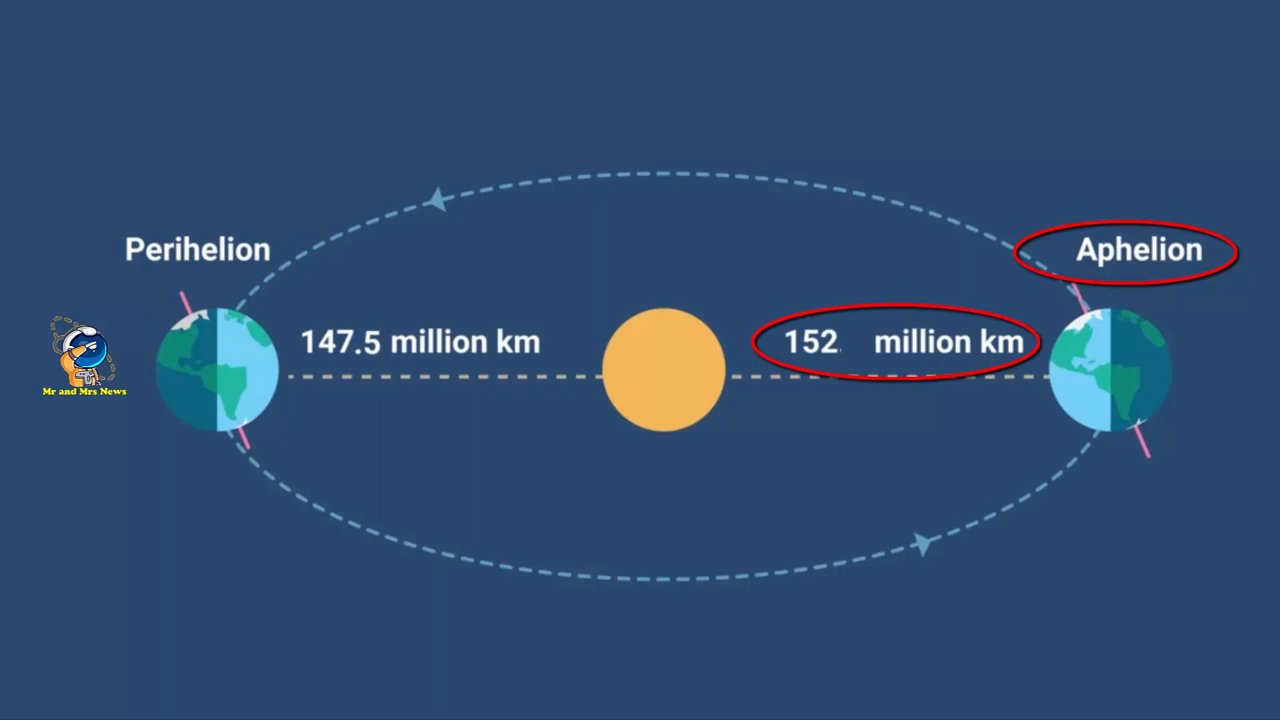 Perihelion
Aphelion
147.5 million km
152. million km
Mr and Mrs News